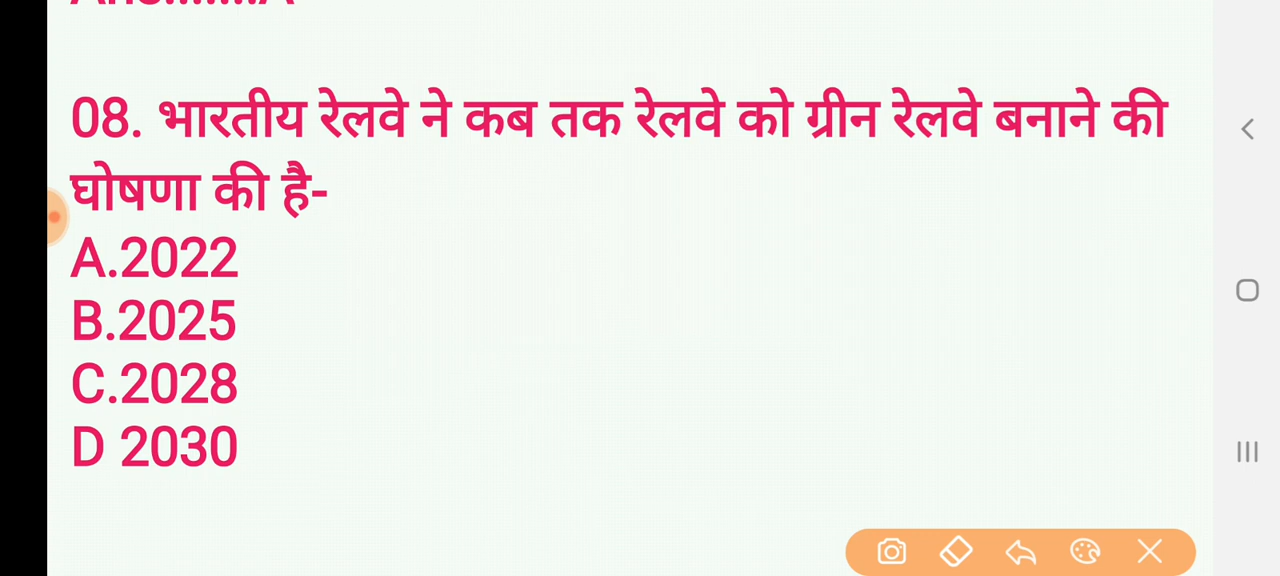 08. भारतीय रेलवे ने कब तक रेलवे को ग्रीन रेलवे बनाने की
घोषणा की है-
A.2022
B.2025
C.2028
D 2030